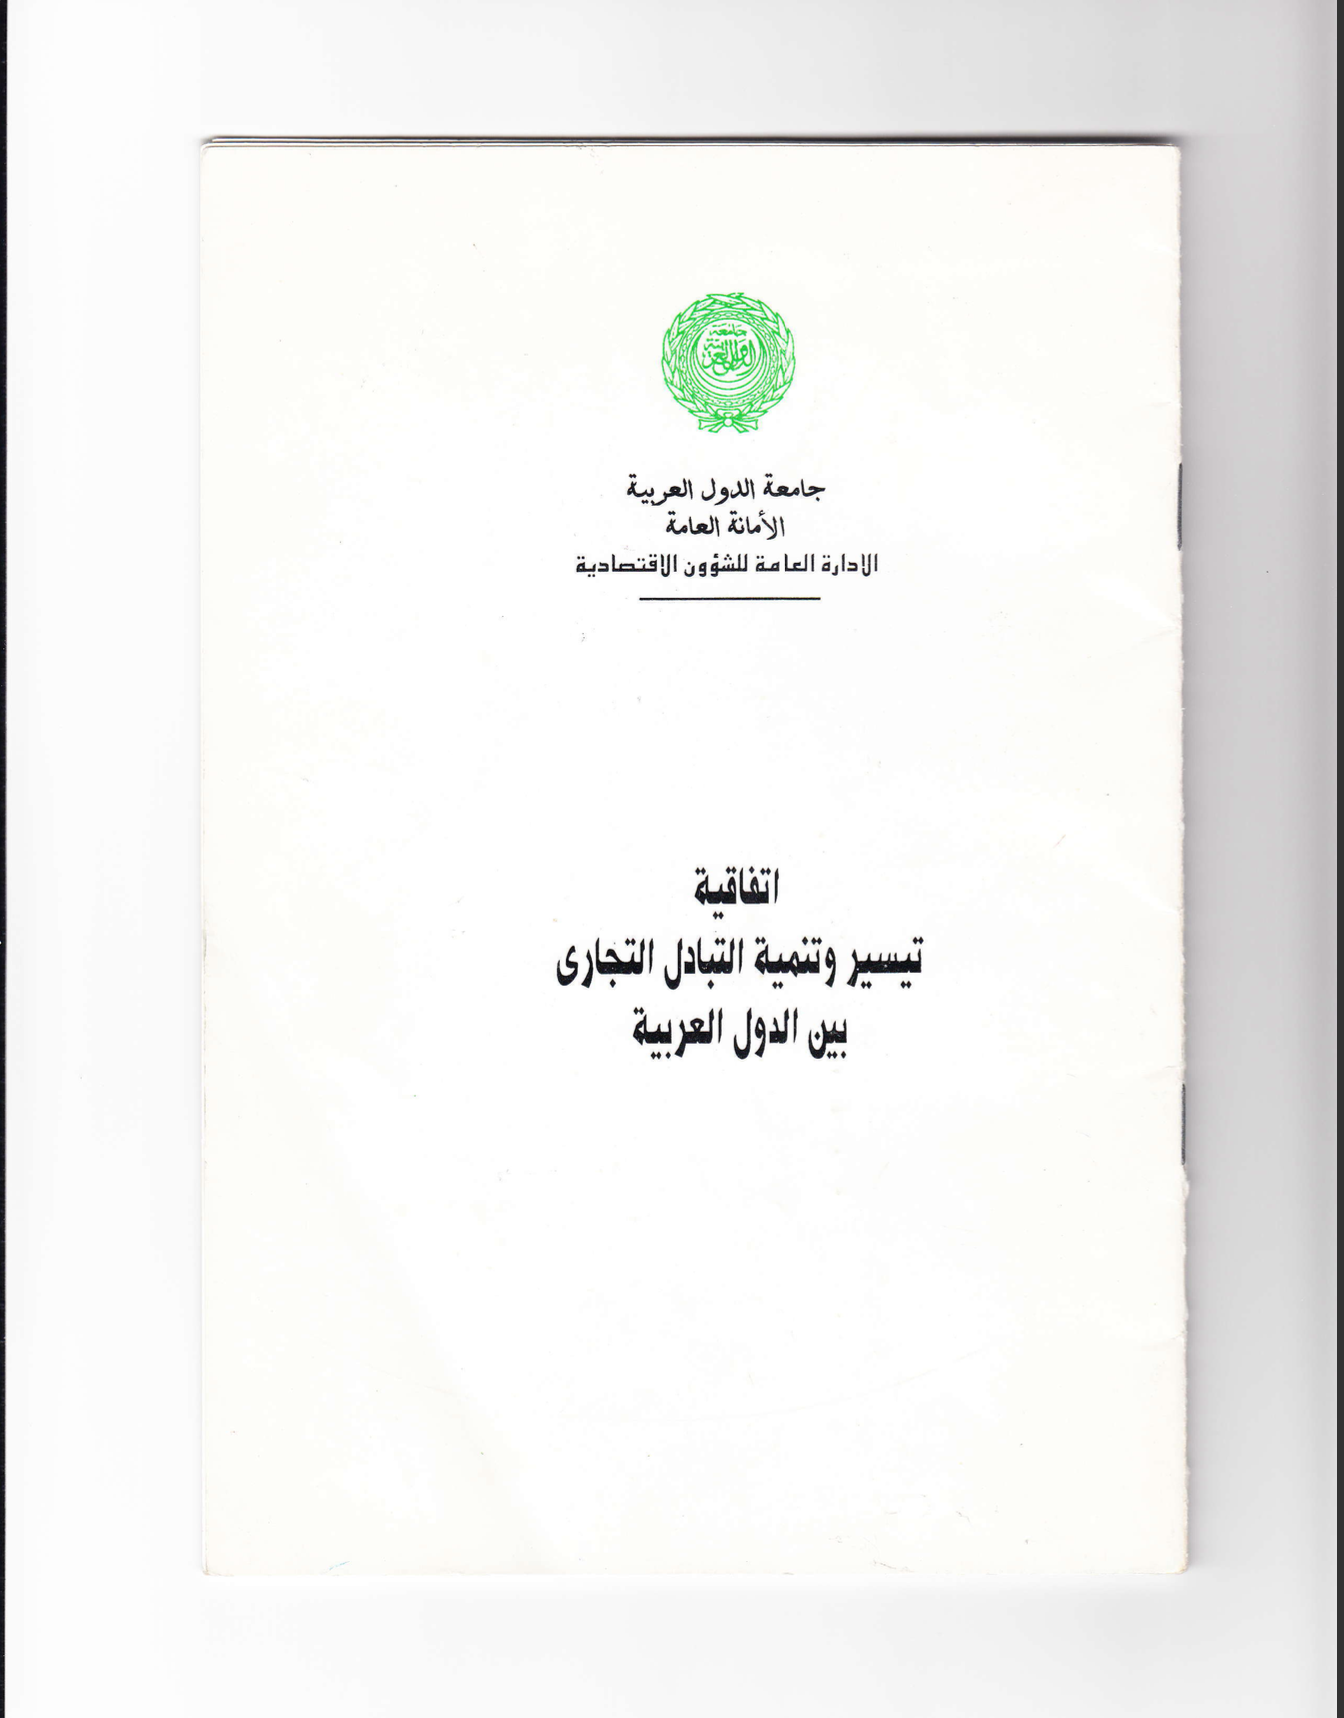 جامعة
الدول العربية
جامعة الدول العربية
الأمانة العامة
الادارة العامة للشؤون الاقتصادية
اتفاقية
تيسير وتنمية التبادل التجارى
بين الدول العربية